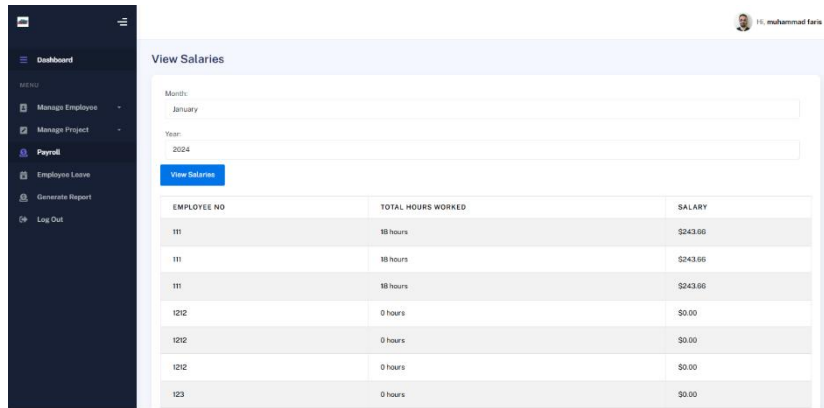 Hi, muhammad faris
Dashboard
MENU
Manage Employee
Manage Project
Payroll
Employee Leave
Generate Report
Log Out
View Salaries
Month:
January
Year:
2024
View Salaries
EMPLOYEE NO TOTAL HOURS WORKED SALARY
111 18 hours $243.66
111 18 hours $243.66
111 18 hours $243.66
1212 0 hours $0.00
1212 0 hours $0.00
1212 0 hours $0.00
123 0 hours $0.00